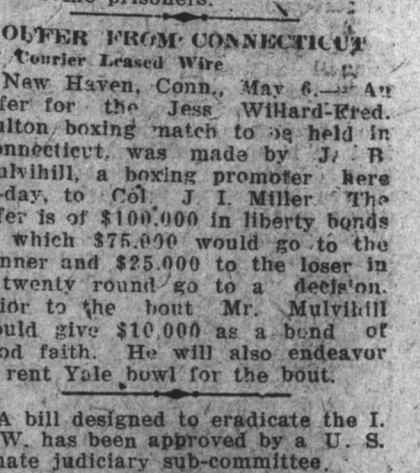 the prisoners.
OFFER FROM CONNECTICUT
Courier Leased Wire
New Haven, Conn., May 6.— An
fer for the Jess Willard-Fred.
ulton boxing match to be held in
onnecticut, was made by J. R
ulvihill, a boxing promoter here
-day, to Col. J. I. Miller. The
fer is of $100.000 in liberty bonds
which $75.000 would go to the
nner and $25.000 to the loser in
twenty round go to a decision.
ior to the bout Mr. Mulvihill
ould give $10,000 as a bond of
od faith. He will also endeavor
rent Yale bowl for the bout.
A bill designed to eradicate the I.
W. has been approved by a U. S.
nate judiciary sub-committee.